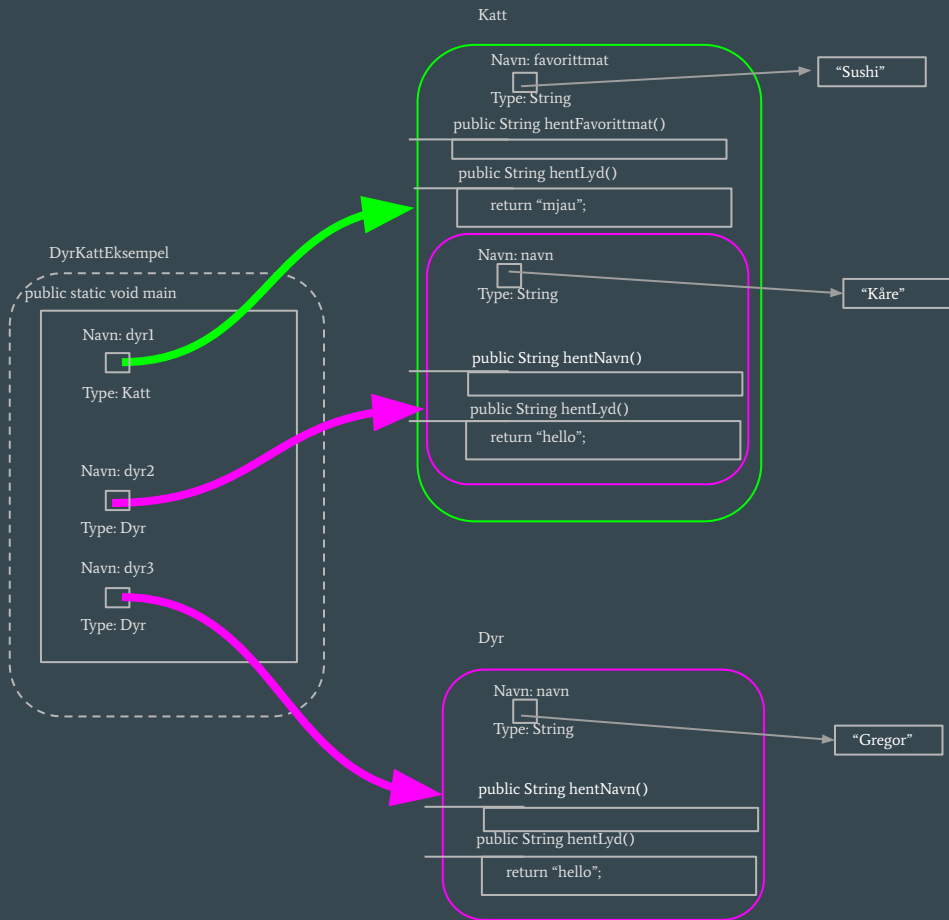 Katt
Navn: favorittmat
Type: String
“Sushi”
public String hentFavorittmat()
public String hentLyd()
return “mjau”;
Navn: navn
Type: String
“Kåre”
public String hentNavn()
public String hentLyd()
return “hello”;
DyrKattEksempel
public static void main
Navn: dyr1
Type: Katt
Navn: dyr2
Type: Dyr
Navn: dyr3
Type: Dyr
Dyr
Navn: navn
Type: String
“Gregor”
public String hentNavn()
public String hentLyd()
return “hello”;